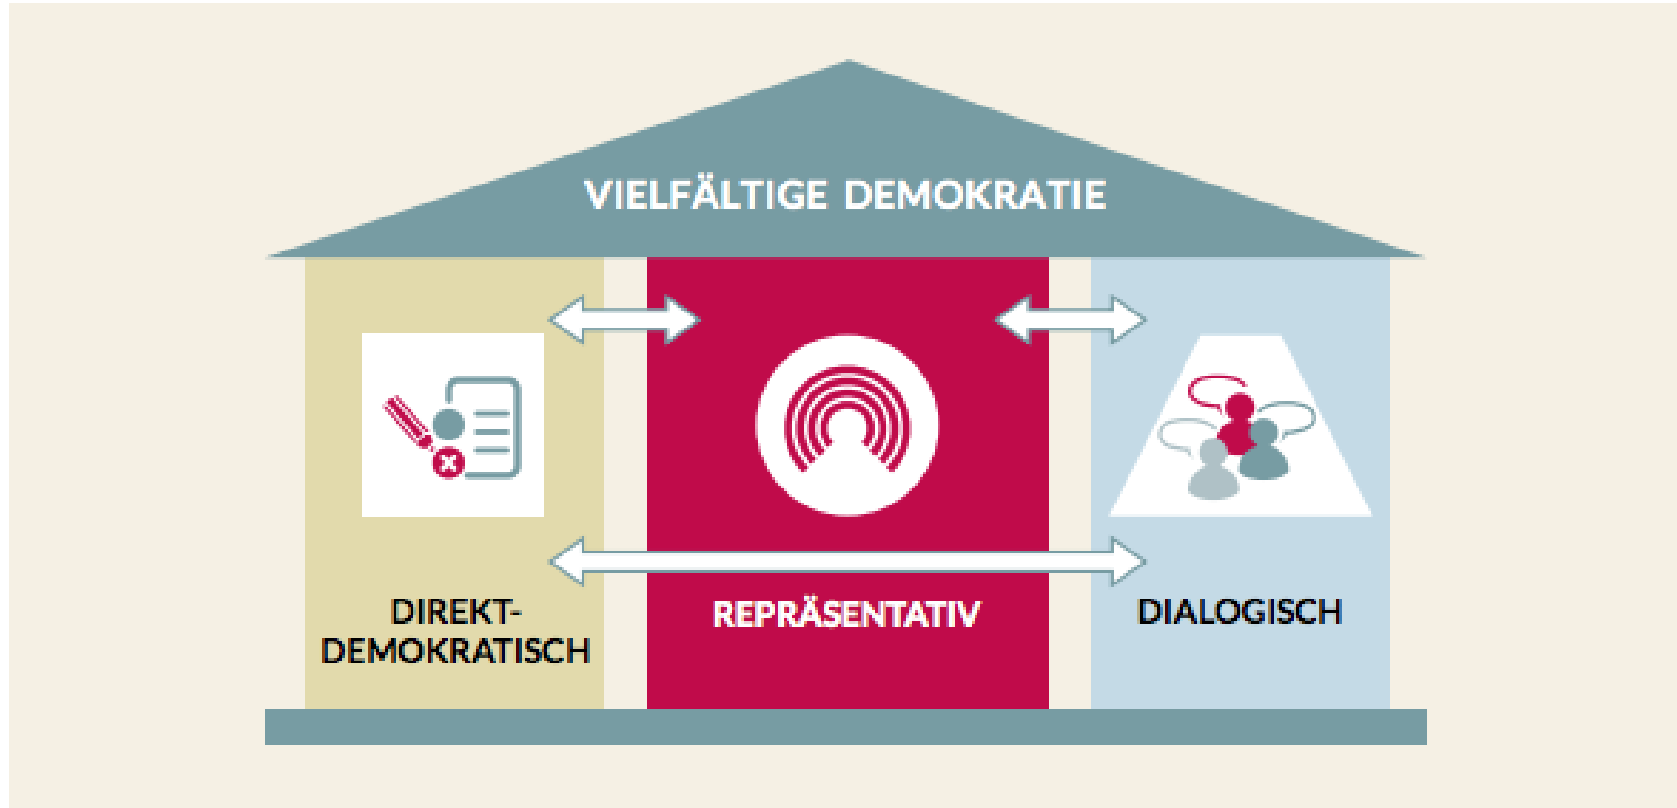 VIELFÄLTIGE DEMOKRATIE
DIREKT-
DEMOKRATISCH
REPRÄSENTATIV
DIALOGISCH